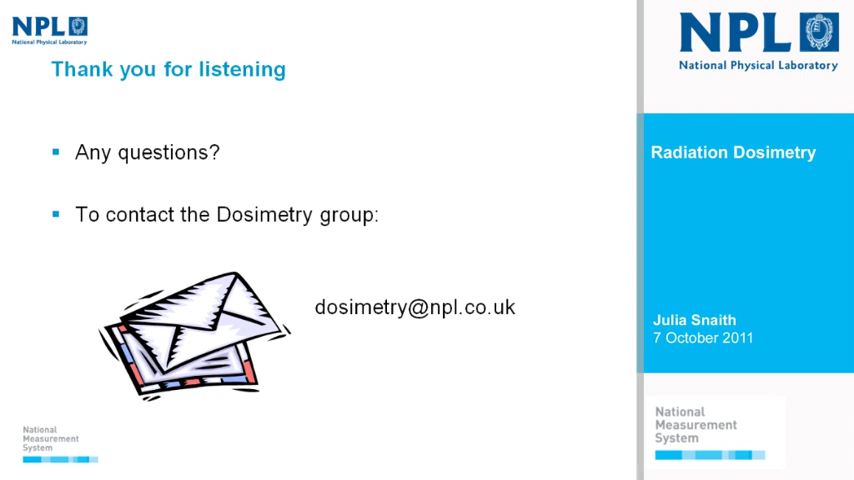 NPL
National Physical Laboratory
Thank you for listening
Any questions?
To contact the Dosimetry group:
dosimetry@npl.co.uk
National
Measurement
System
NPL
National Physical Laboratory
Radiation Dosimetry
Julia Snaith
7 October 2011
National
Measurement
System